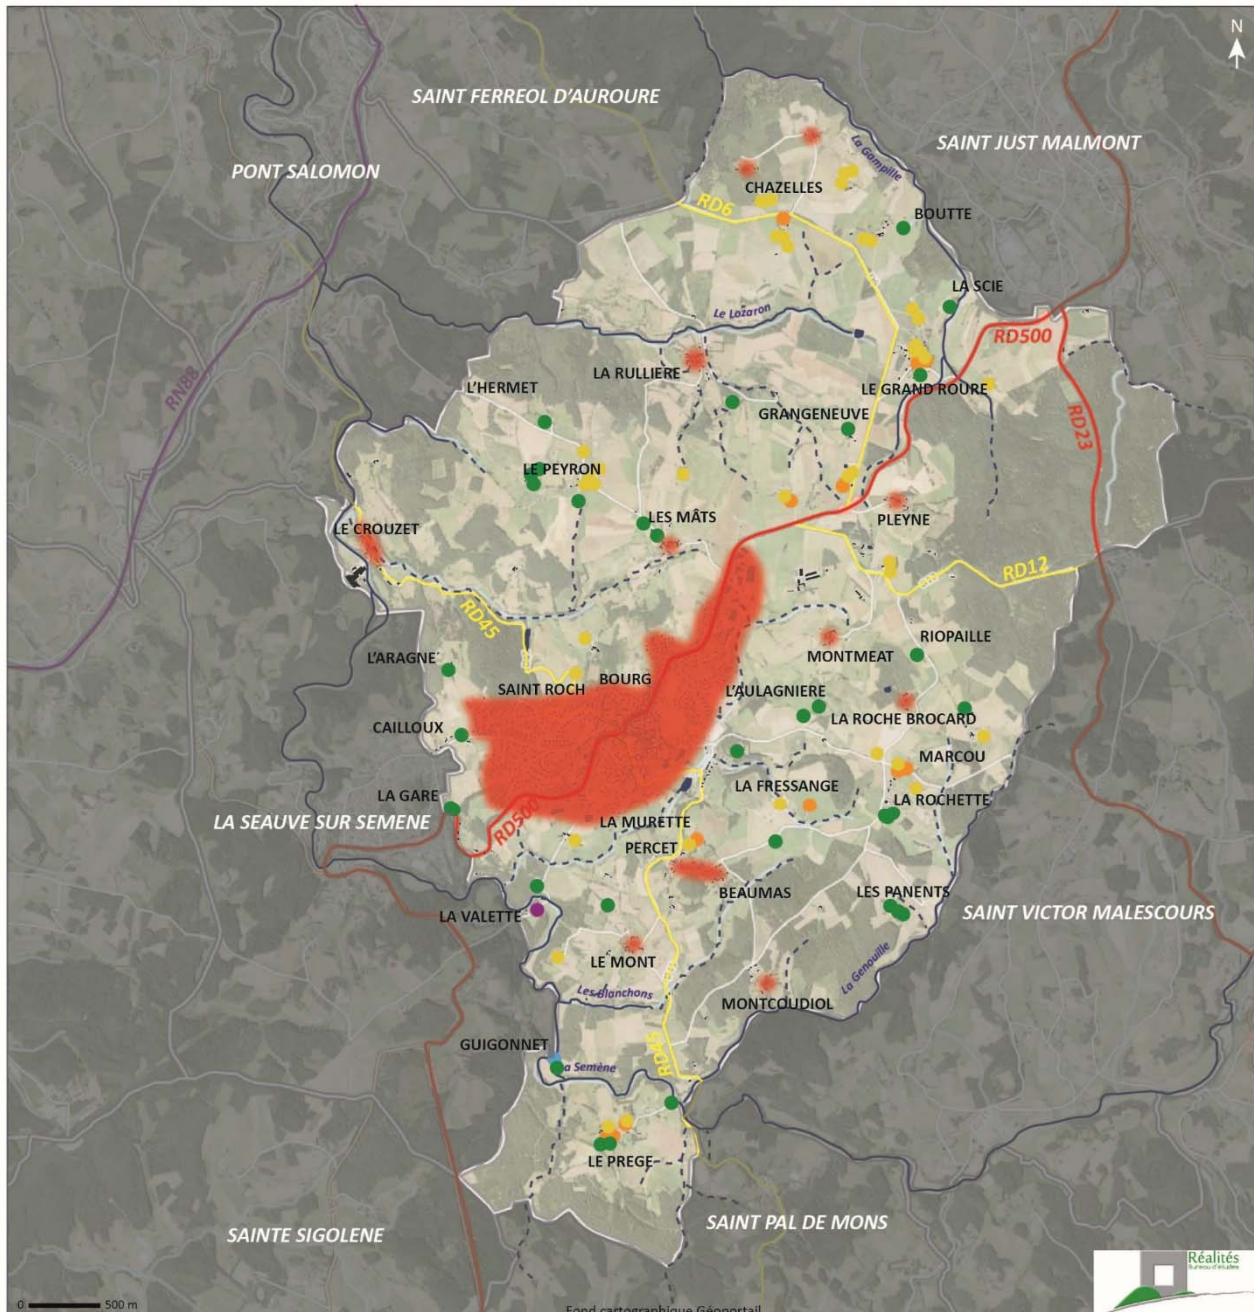 N
SAINT FERREOL D'AUROURE
SAINT JUST MALMONT
PONT SALOMON
La Gampille
CHAZELLES
RD6
BOUTTE
LA SCIE
Le Lozaron
RD500
LA RULLIERE
RN88
L'HERMET
LE GRAND ROURE
GRANGENEUVE
RD23
LE PEYRON
LES MÂTS
PLEYNE
LE CROUZET
RD12
RD45
RIOPAILLE
L'ARAGNE
MONTMEAT
BOURG
SAINT ROCH
L'AULAGNIERE
LA ROCHE BROCARD
CAILLOUX
MARCOU
LA FRESSANGE
LA GARE
LA ROCHETTE
LA SEAUVE SUR SEMENE
RD500
LA MURETTE
PERCET
BEAUMAS
LES PANENTS
LA VALETTE
SAINT VICTOR MALESCOURS
LE MONT
La Genouille
Les Blanchons
MONTCOUDIOL
GUIGONNET
RD45
La Semène
LE PREGE
SAINTE SIGOLENE
SAINT PAL DE MONS
Réalités
Bureau d'études
0 500 m
Fond cartographique Géoportail